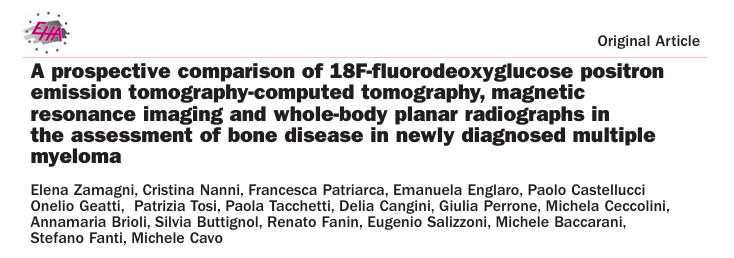 EHA
Original Article
A prospective comparison of 18F-fluorodeoxyglucose positron
emission tomography-computed tomography, magnetic
resonance imaging and whole-body planar radiographs in
the assessment of bone disease in newly diagnosed multiple
myeloma
Elena Zamagni, Cristina Nanni, Francesca Patriarca, Emanuela Englaro, Paolo Castellucci
Onelio Geatti, Patrizia Tosi, Paola Tacchetti, Delia Cangini, Giulia Perrone, Michela Ceccolini,
Annamaria Brioli, Silvia Buttignol, Renato Fanin, Eugenio Salizzoni, Michele Baccarani,
Stefano Fanti, Michele Cavo